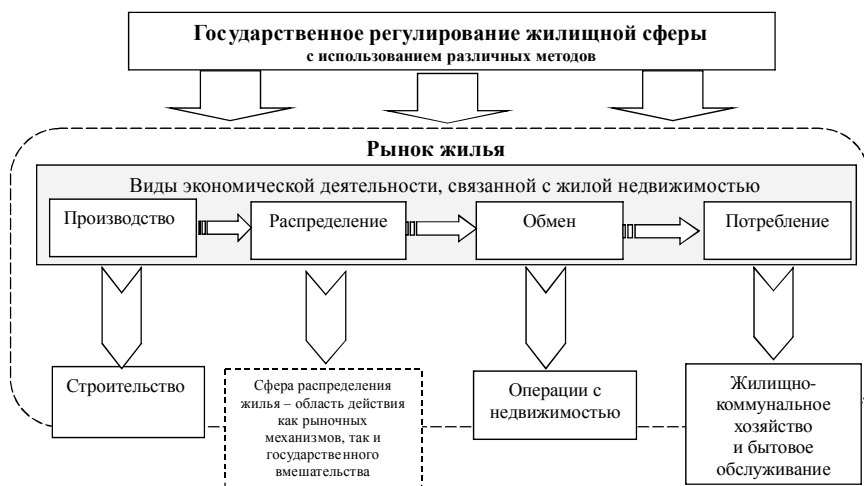 Государственное регулирование жилищной сферы
с использованием различных методов
Рынок жилья
Виды экономической деятельности, связанной с жилой недвижимостью
Производство
Распределение
Обмен
Потребление
Строительство
Сфера распределения
жилья – область действия
как рыночных
механизмов, так и
государственного
вмешательства
Операции с
недвижимостью
Жилищно-
коммунальное
хозяйство
и бытовое
обслуживание